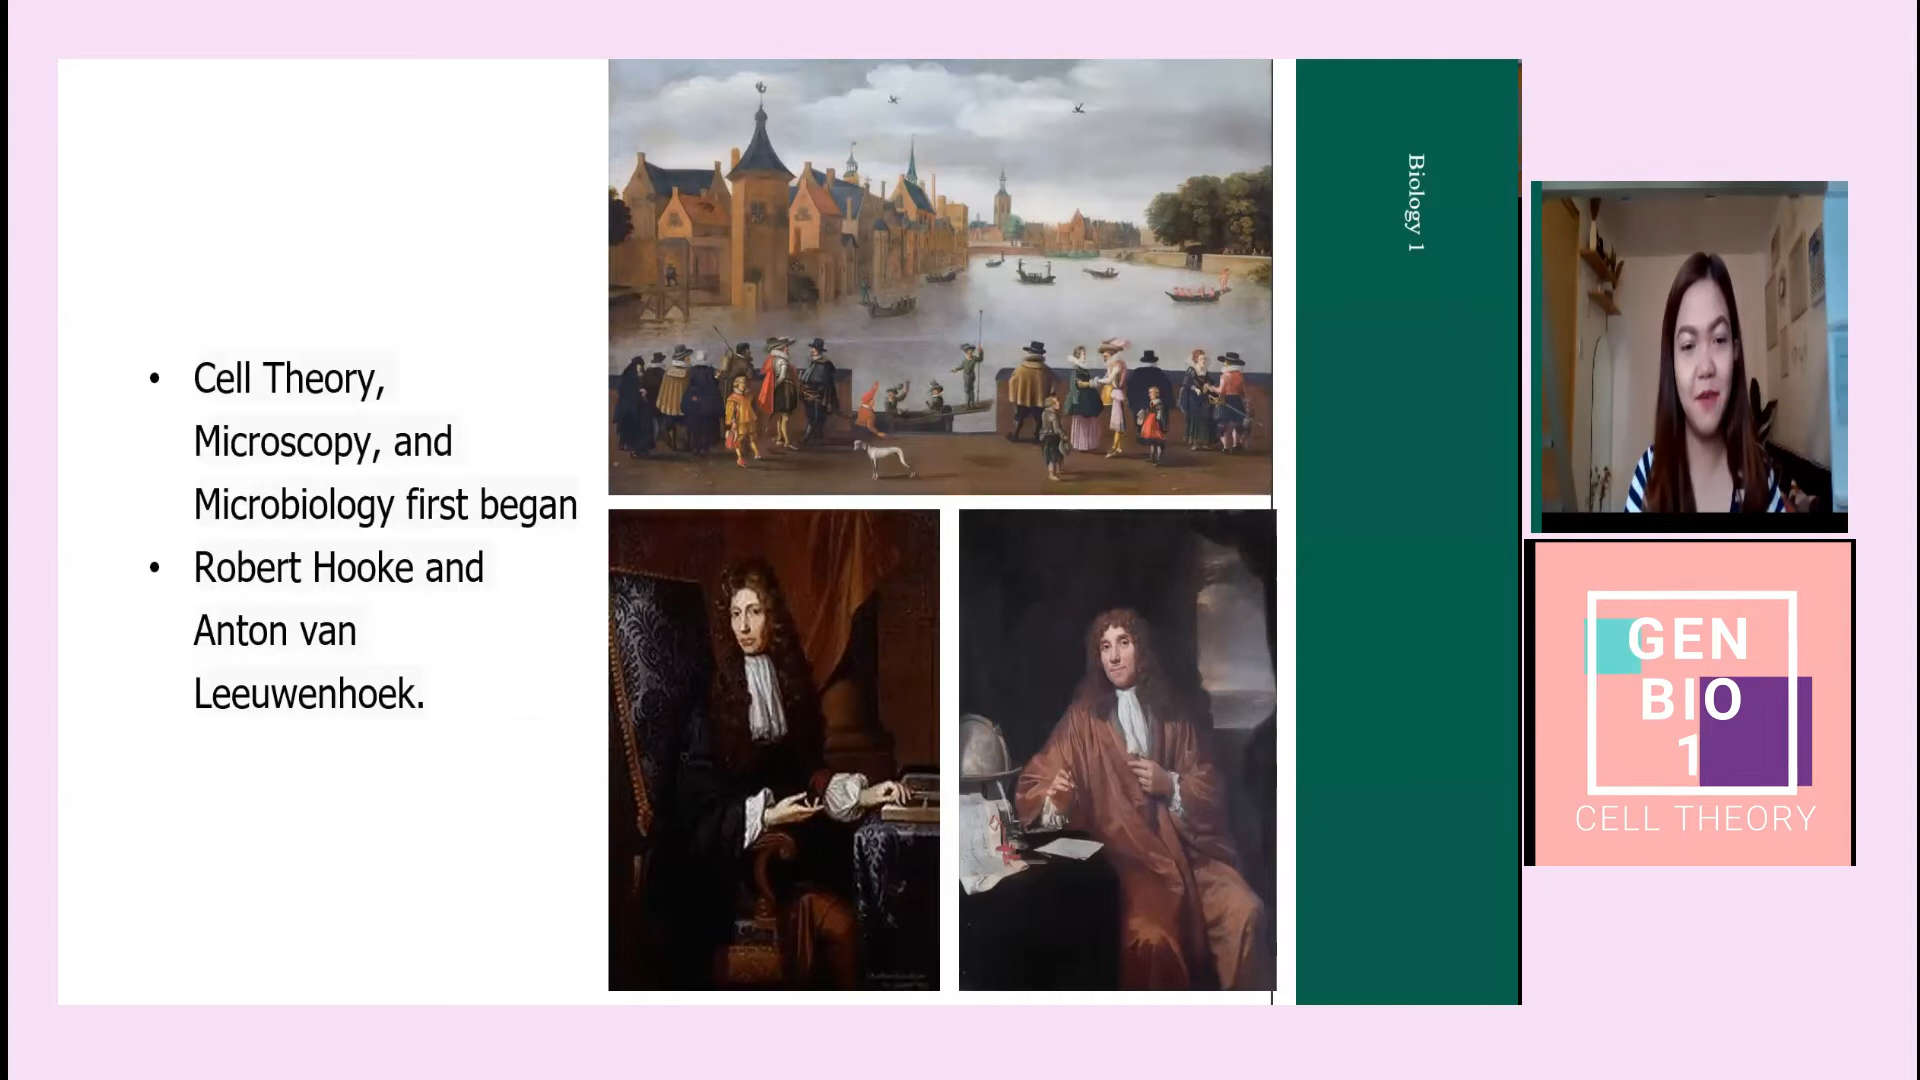 • Cell Theory,
Microscopy, and
Microbiology first began
• Robert Hooke and
Anton van
Leeuwenhoek.
Biology 1
GEN
BIO
1
CELL THEORY